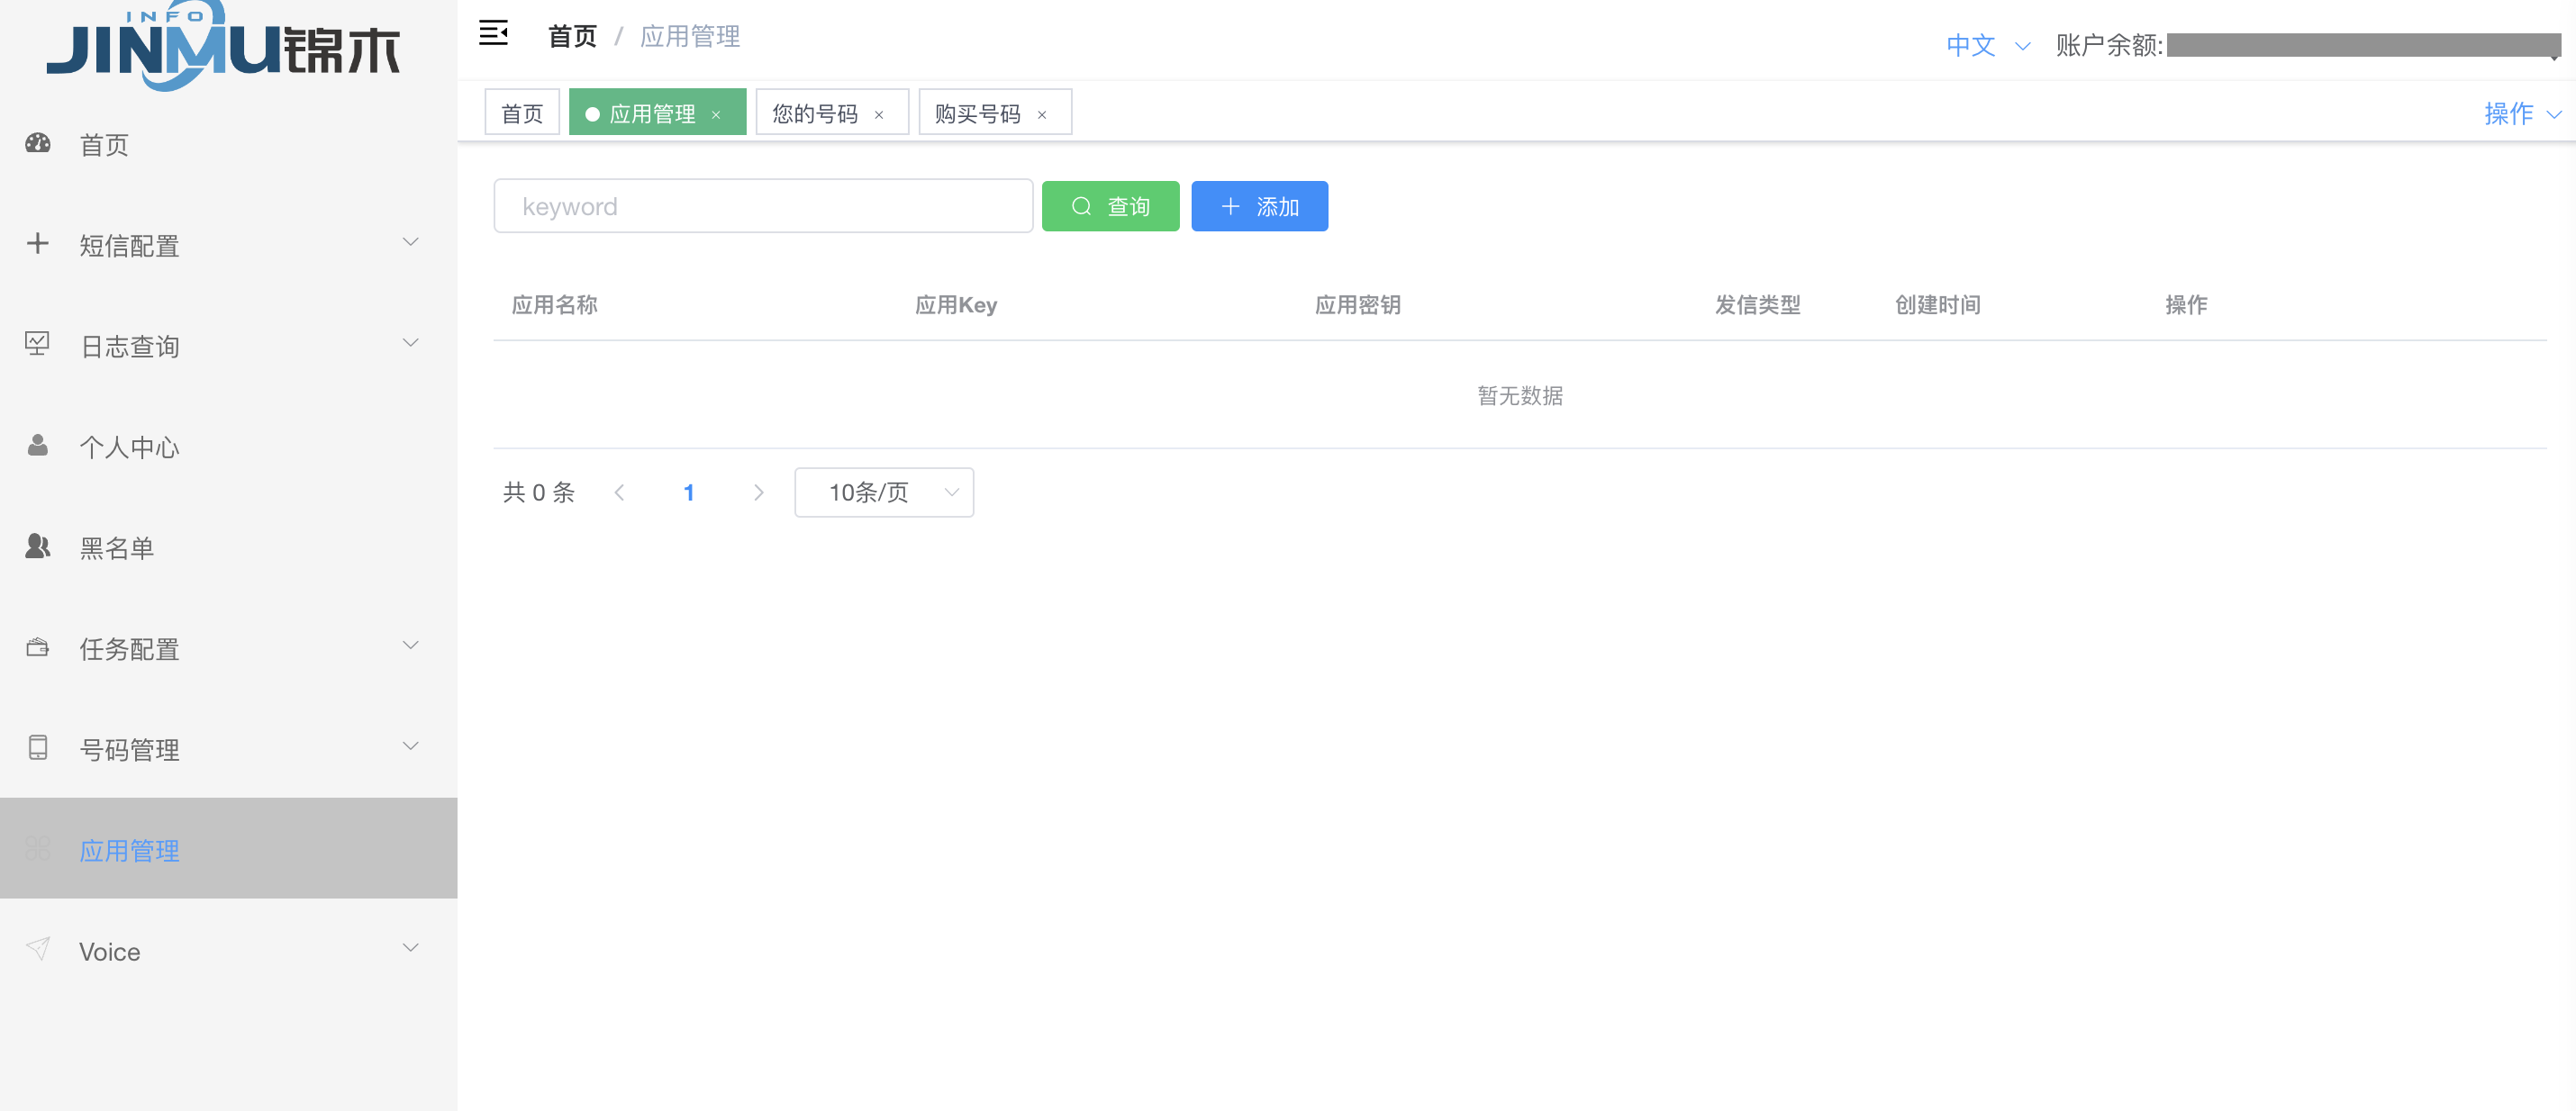 INFO
JINMU锦木
首页
短信配置
日志查询
个人中心
黑名单
任务配置
号码管理
应用管理
Voice
首页 / 应用管理
中文 账户余额:
首页 应用管理 × 您的号码 × 购买号码 × 操作
keyword 查询 添加
应用名称 应用Key 应用密钥 发信类型 创建时间 操作
暂无数据
共 0 条 1 10条/页